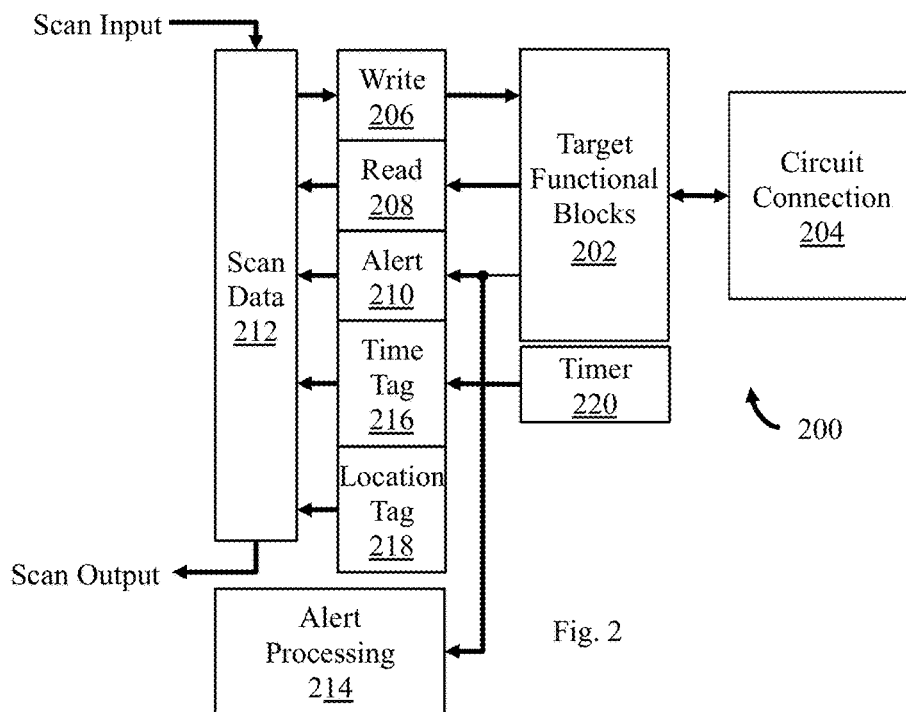 Scan Input
Scan
Data
212
Write
206
Read
208
Alert
210
Time
Tag
216
Location
Tag
218
Target
Functional
Blocks
202
Timer
220
Circuit
Connection
204
200
Scan Output
Alert
Processing
214
Fig. 2